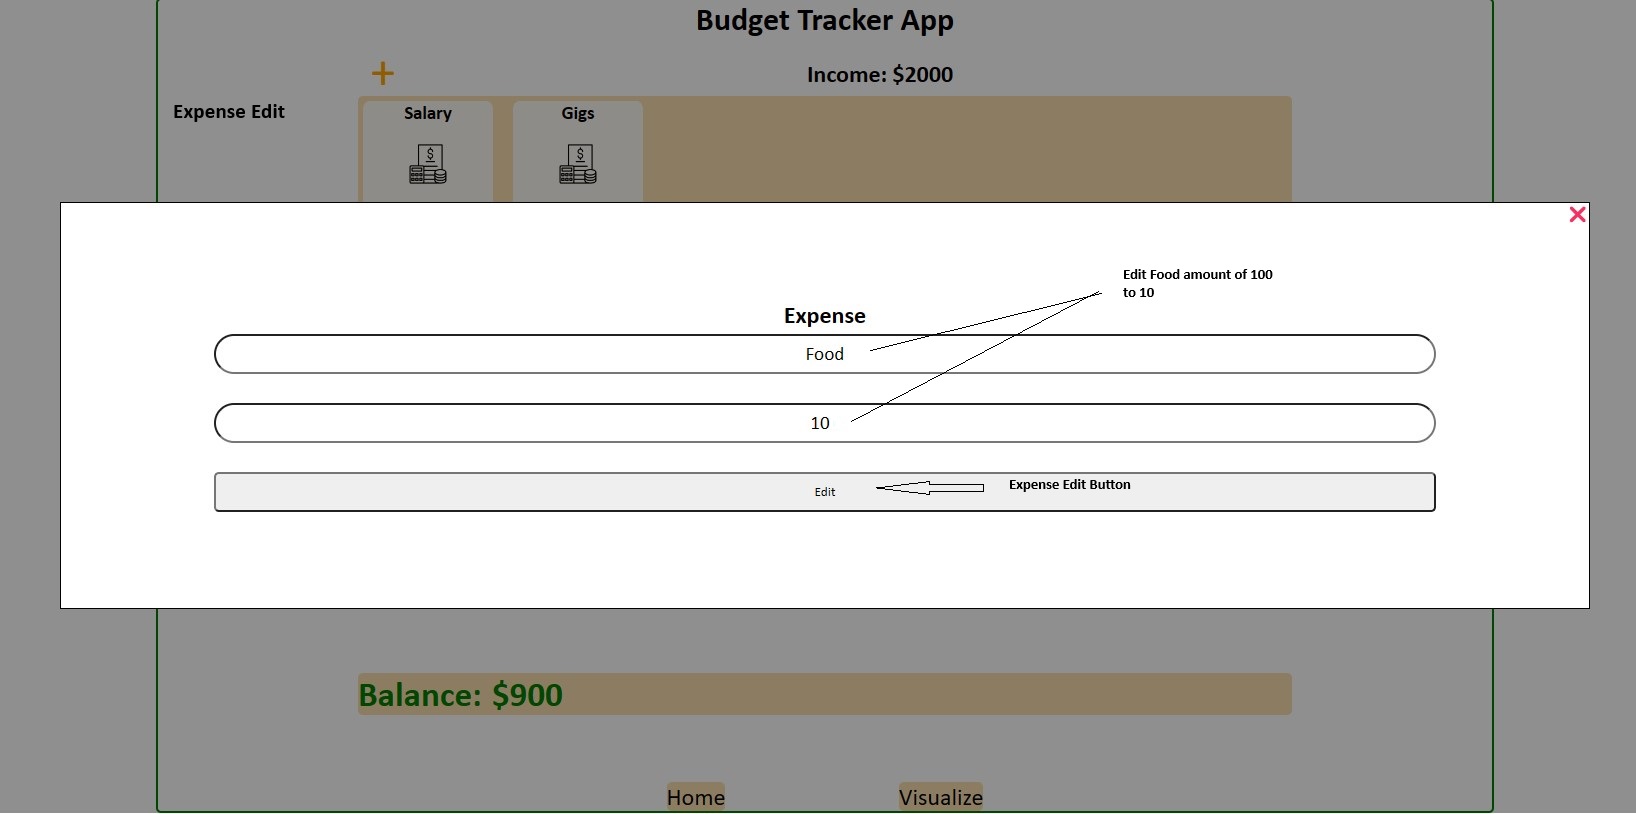 Budget Tracker App
Income: $2000
Expense Edit
Salary
Gigs
$
$
Edit Food amount of 100
to 10
Expense
Food
10
Edit
Expense Edit Button
Balance: $900
Home
Visualize